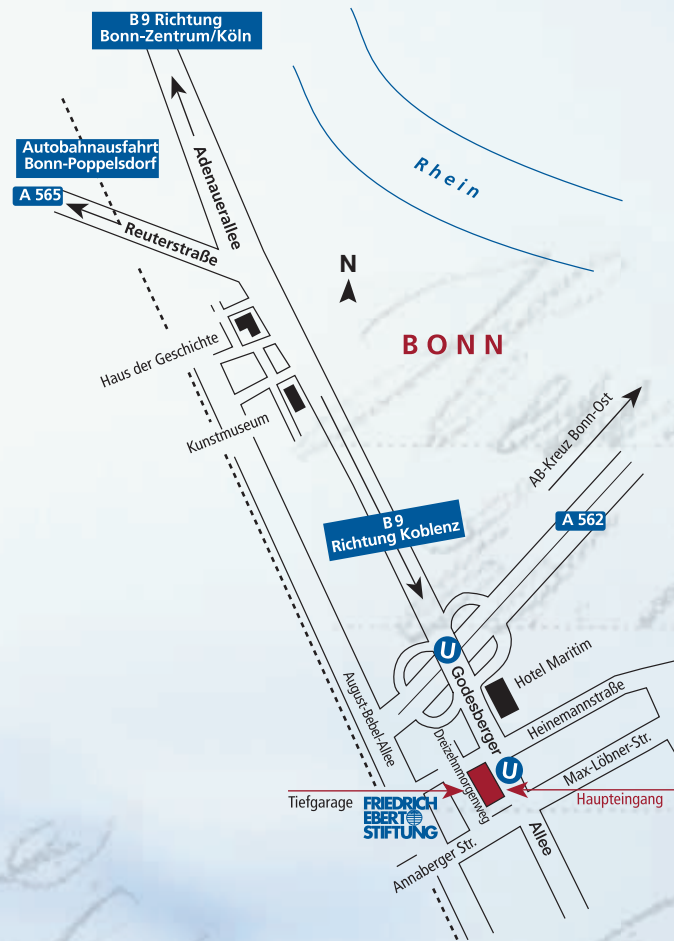 B 9 Richtung
Bonn-Zentrum/Köln
Autobahnausfahrt
Bonn-Poppelsdorf
A 565
Adenauerallee
Reuterstraße
Rhein
N
BONN
Haus der Geschichte
Kunstmuseum
AB-Kreuz Bonn-Ost
B 9
Richtung Koblenz
A 562
U
Godesberger
Hotel Maritim
August-Bebel-Allee
Heinemannstraße
Dreizehnmorgenweg
U
Max-Löbner-Str.
Tiefgarage
FRIEDRICH
EBERT
STIFTUNG
Haupteingang
Annaberger Str.
Allee